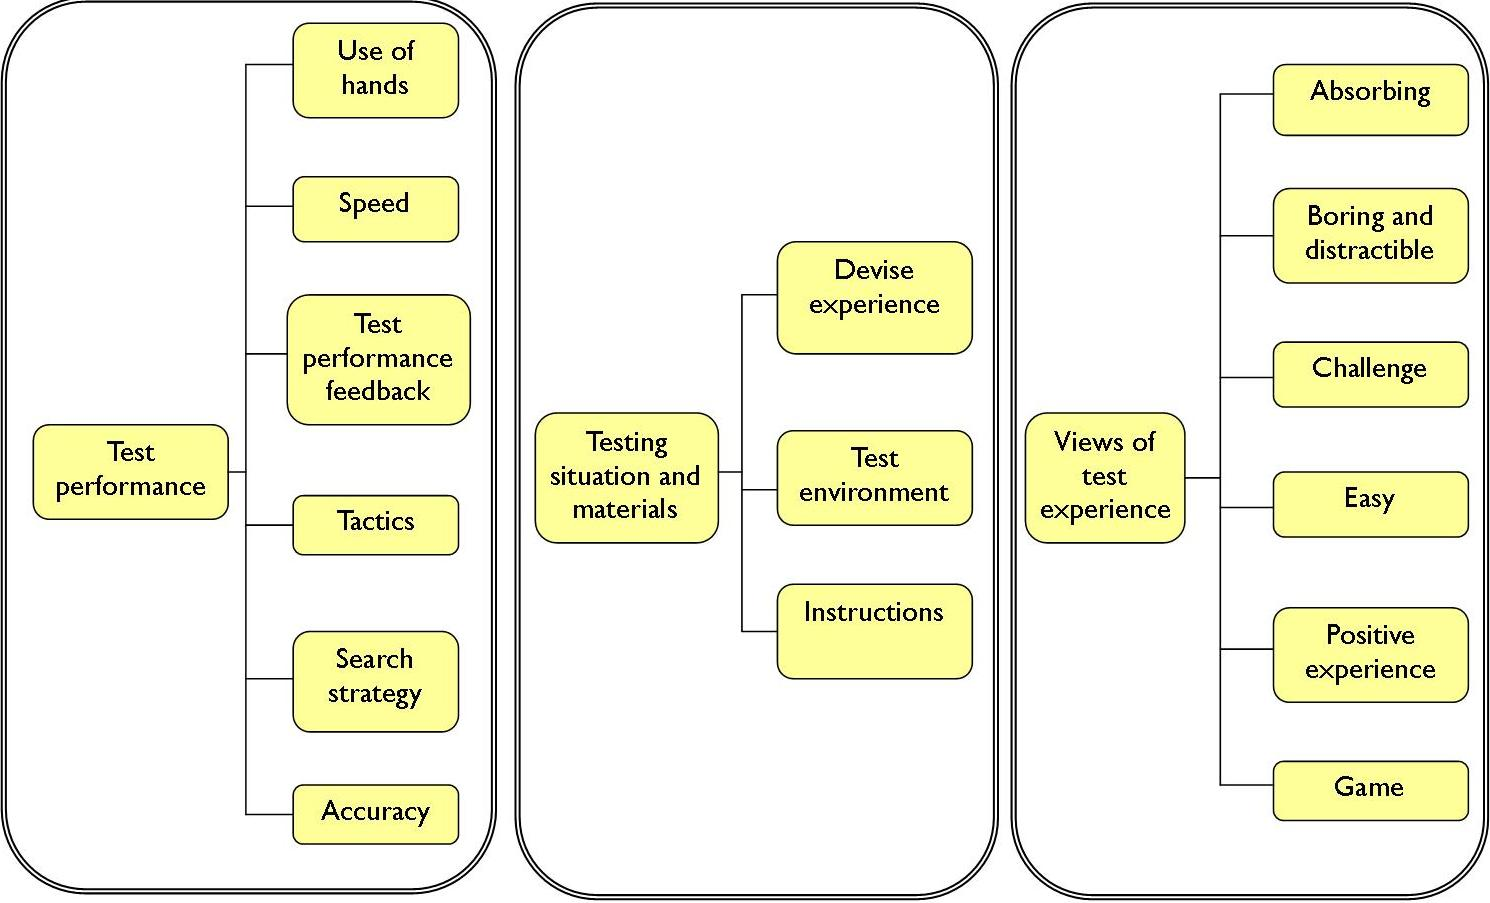 Test
performance
Use of
hands
Speed
Test
performance
feedback
Tactics
Search
strategy
Accuracy
Testing
situation and
materials
Devise
experience
Test
environment
Instructions
Views of
test
experience
Absorbing
Boring and
distractible
Challenge
Easy
Positive
experience
Game